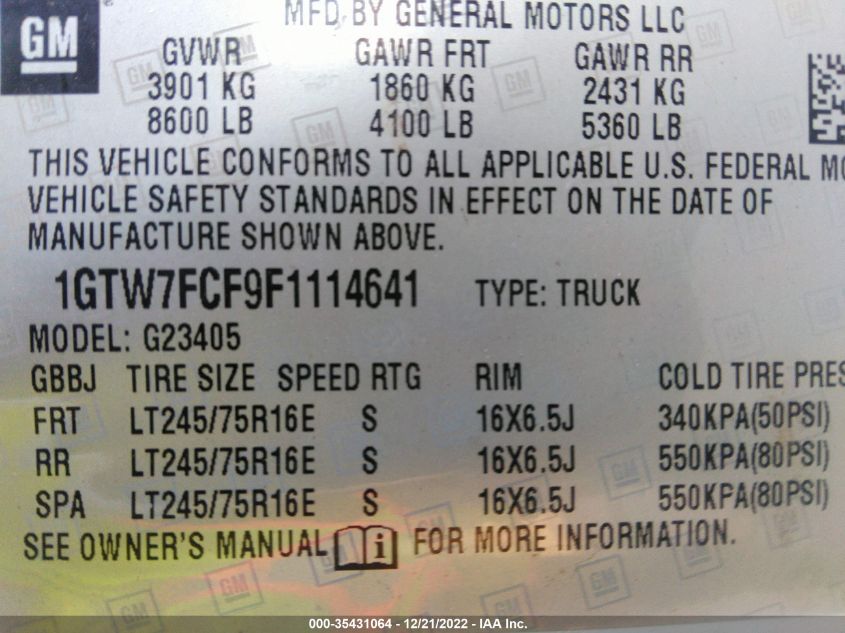 GM
MFD BY GENERAL MOTORS LLC
GVWR GAWR FRT GAWR RR
3901 KG 1860 KG 2431 KG
8600 LB 4100 LB 5360 LB
THIS VEHICLE CONFORMS TO ALL APPLICABLE U.S. FEDERAL MO
VEHICLE SAFETY STANDARDS IN EFFECT ON THE DATE OF
MANUFACTURE SHOWN ABOVE.
1GTW7FCF9F1114641 TYPE: TRUCK
MODEL: G23405
GBBJ TIRE SIZE SPEED RTG RIM COLD TIRE PRES
FRT LT245/75R16E S 16X6.5J 340KPA(50PSI)
RR LT245/75R16E S 16X6.5J 550KPA(80PSI)
SPA LT245/75R16E S 16X6.5J 550KPA(80PSI)
SEE OWNER'S MANUAL i FOR MORE INFORMATION.
000-35431064 - 12/21/2022 - IAA Inc.